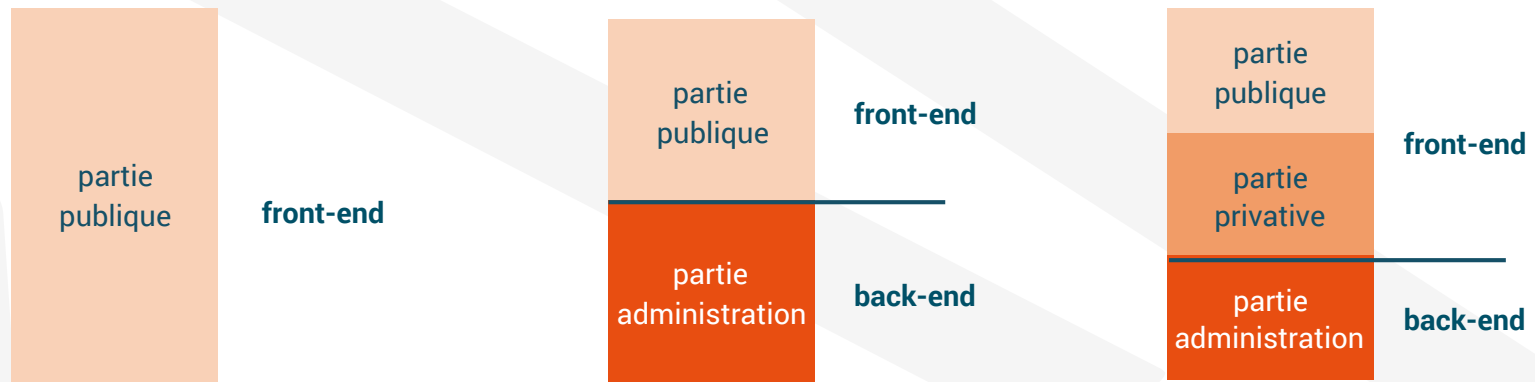 partie
publique
front-end
partie
publique
front-end
partie
administration
back-end
partie
publique
partie
privative
front-end
partie
administration
back-end